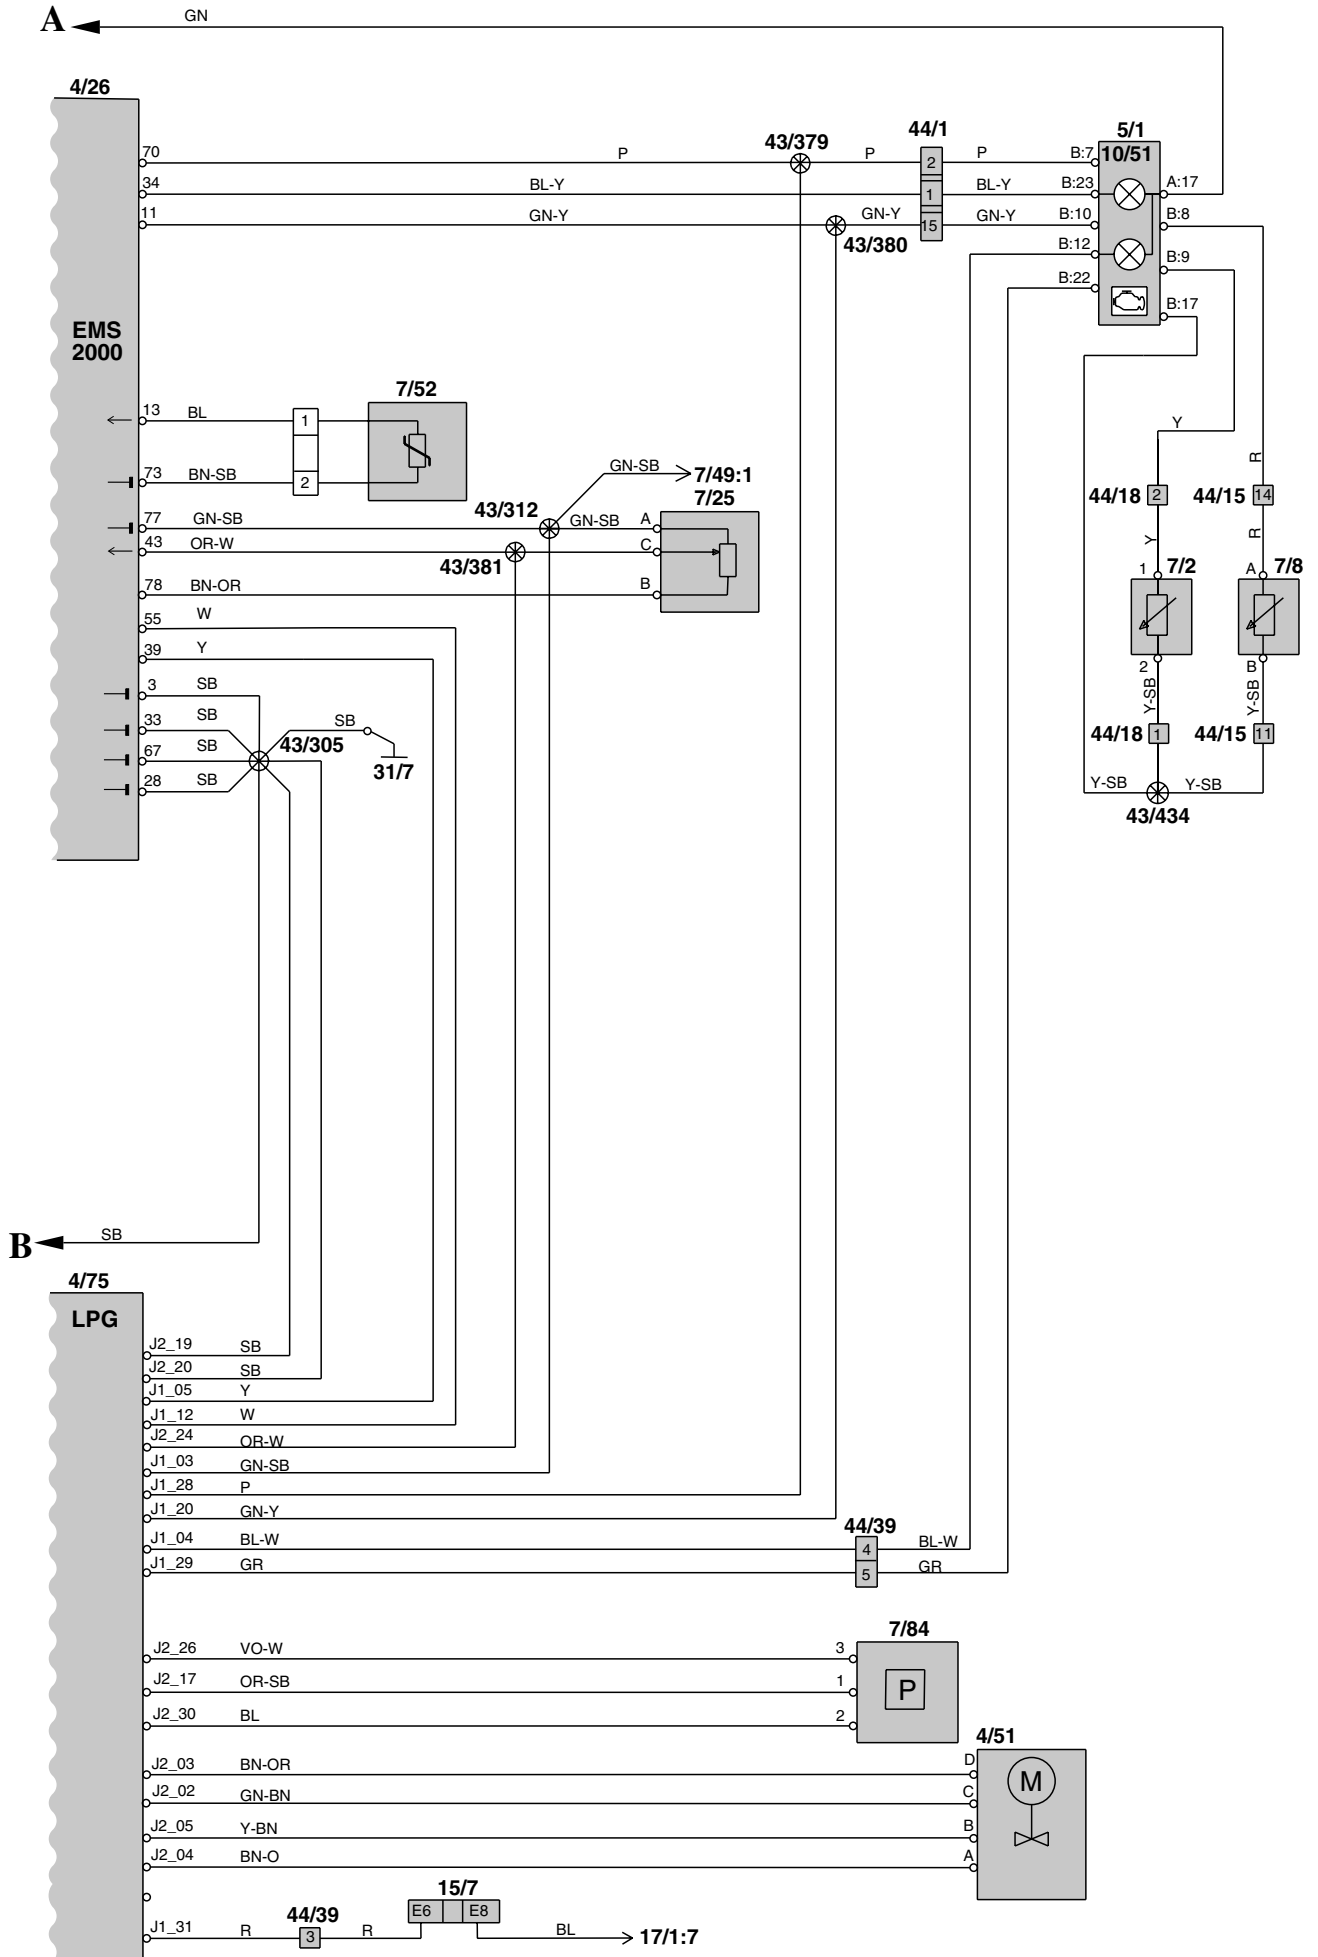 A
GN
4/26
70
P
43/379
P
44/1
2
P
B:7
5/1
10/51
34
BL-Y
1
BL-Y
B:23
A:17
11
GN-Y
GN-Y
15
GN-Y
B:10
B:8
43/380
B:12
B:9
B:22
B:17
EMS
2000
7/52
13
BL
1
73
BN-SB
2
GN-SB
7/49:1
7/25
77
GN-SB
43/312
GN-SB
A
43
OR-W
43/381
C
78
BN-OR
B
55
W
39
Y
3
SB
33
SB
67
SB
28
SB
43/305
SB
31/7
Y
R
44/18
2
44/15
14
Y
R
1
7/2
A
7/8
2
B
Y-SB
Y-SB
44/18
1
44/15
11
Y-SB
Y-SB
43/434
B
SB
4/75
LPG
J2_19
SB
J2_20
SB
J1_05
Y
J1_12
W
J2_24
OR-W
J1_03
GN-SB
J1_28
P
J1_20
GN-Y
44/39
J1_04
BL-W
4
BL-W
J1_29
GR
5
GR
7/84
J2_26
VO-W
3
J2_17
OR-SB
1
P
J2_30
BL
2
4/51
J2_03
BN-OR
D
M
J2_02
GN-BN
C
J2_05
Y-BN
B
J2_04
BN-O
A
15/7
E6
E8
J1_31
R
44/39
3
R
BL
17/1:7